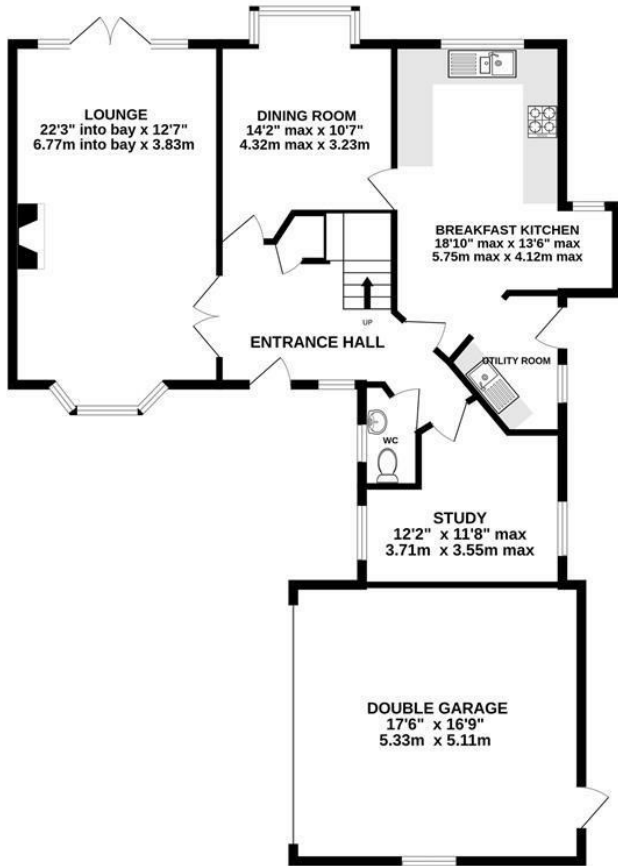 LOUNGE
22'3" into bay x 12'7"
6.77m into bay x 3.83m
DINING ROOM
14'2" max x 10'7"
4.32m max x 3.23m
BREAKFAST KITCHEN
18'10" max x 13'6" max
5.75m max x 4.12m max
UP
ENTRANCE HALL
UTILITY ROOM
WC
STUDY
12'2" x 11'8" max
3.71m x 3.55m max
DOUBLE GARAGE
17'6" x 16'9"
5.33m x 5.11m